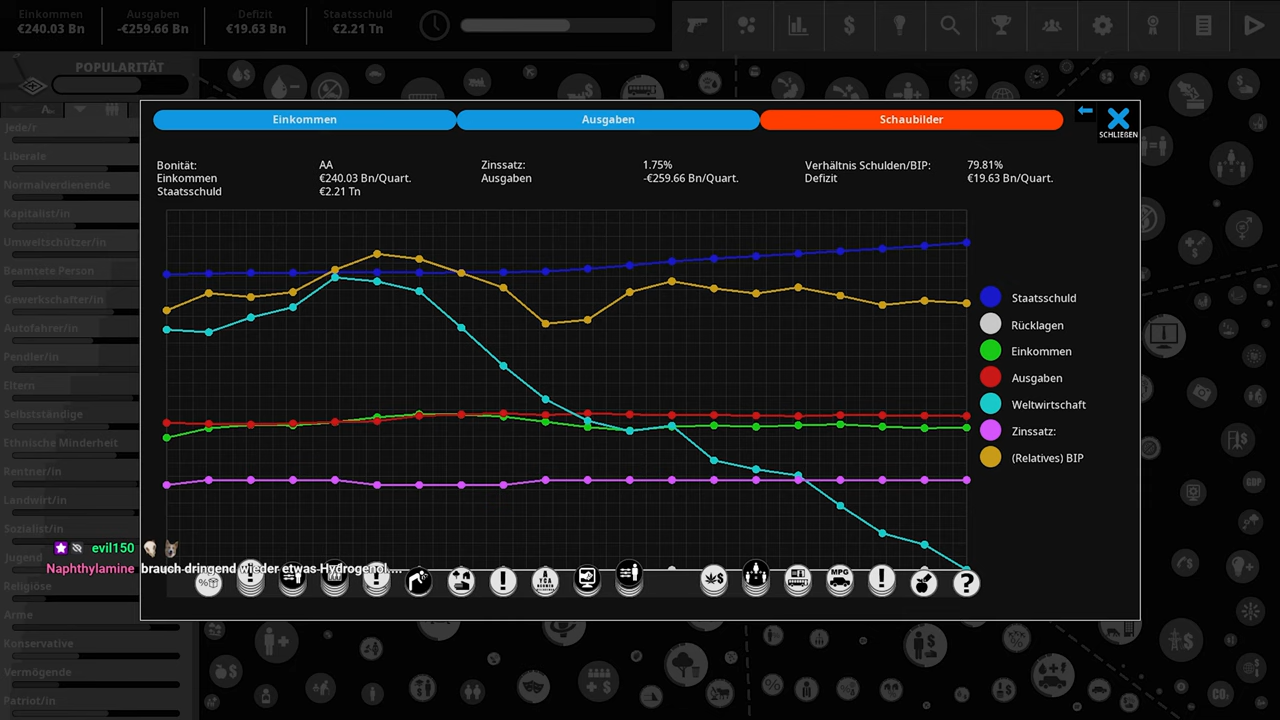 Einkommen Ausgaben Defizit Staatsschuld
€240.03 Bn -€259.66 Bn €19.63 Bn €2.21 Tn
POPULARITÄT
Jede/r
Liberale
Normalverdienende
Kapitalist/in
Umweltschützer/in
Beamtete Person
Gewerkschafter/in
Autofahrer/in
Pendler/in
Eltern
Selbstständige
Ethnische Minderheit
Rentner/in
Landwirt/in
Sozialist/in
Jugend
Religiöse
Arme
Konservative
Vermögende
Patriot/in
Einkommen Ausgaben Schaubilder
SCHLIEẞEN
Bonität: AA Zinssatz: 1.75% Verhältnis Schulden/BIP: 79.81%
Einkommen €240.03 Bn/Quart. Ausgaben -€259.66 Bn/Quart. Defizit €19.63 Bn/Quart.
Staatsschuld €2.21 Tn
Staatsschuld
Rücklagen
Einkommen
Ausgaben
Weltwirtschaft
Zinssatz:
(Relatives) BIP
evil150
Naphthylamine brauch dringend wieder etwas Hydrogenol....
MPG
GBP
CO₂